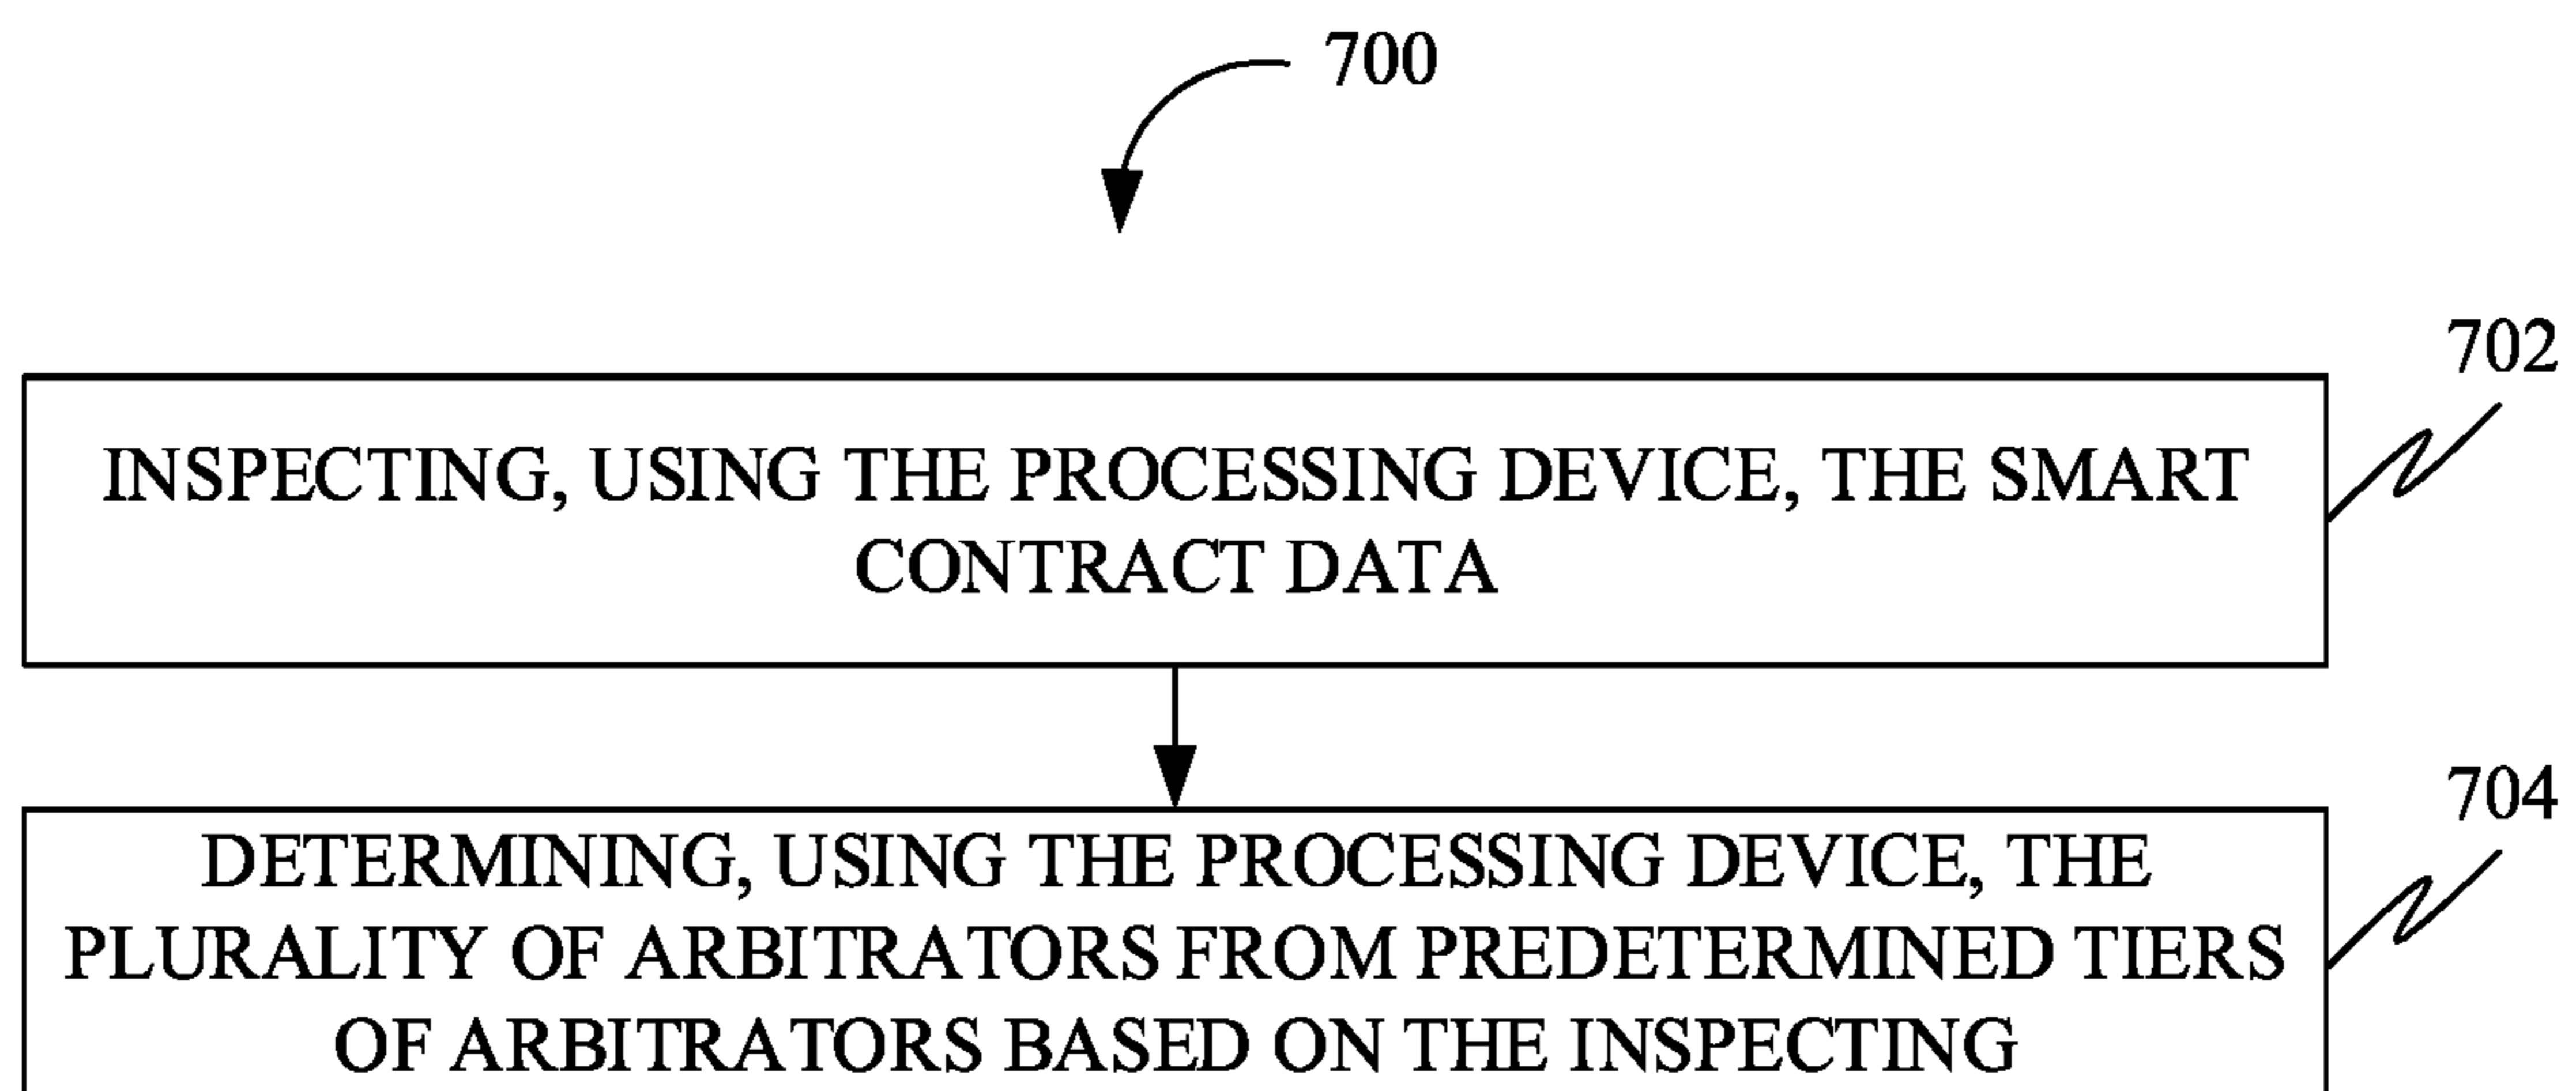 700
702
INSPECTING, USING THE PROCESSING DEVICE, THE SMART
CONTRACT DATA
704
DETERMINING, USING THE PROCESSING DEVICE, THE
PLURALITY OF ARBITRATORS FROM PREDETERMINED TIERS
OF ARBITRATORS BASED ON THE INSPECTING